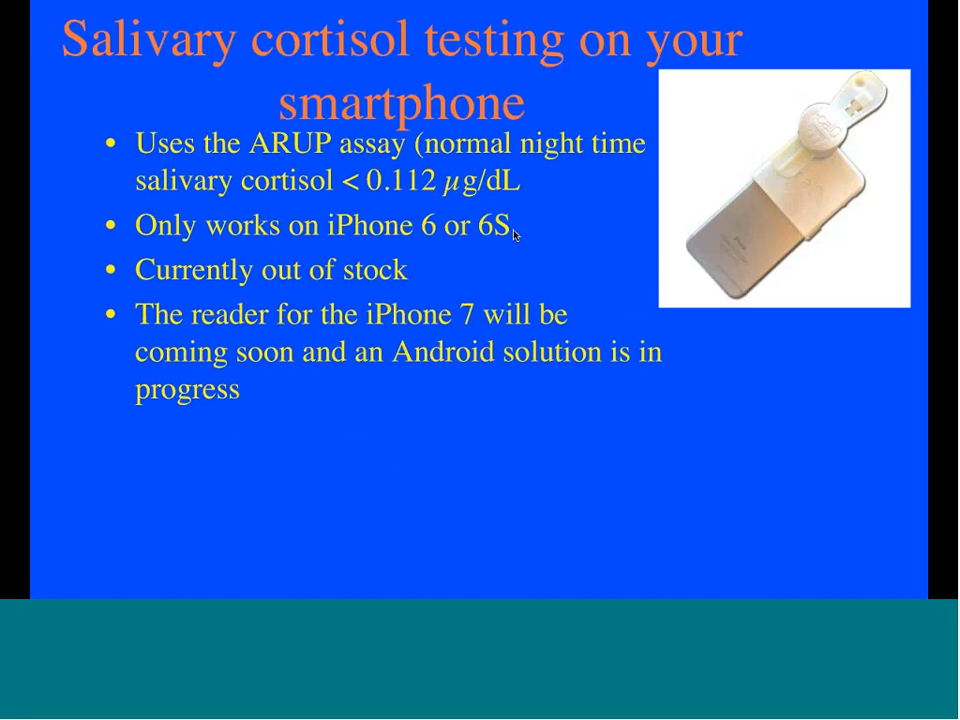 Salivary cortisol testing on your
smartphone
• Uses the ARUP assay (normal night time
salivary cortisol < 0.112 µg/dL
• Only works on iPhone 6 or 6S
• Currently out of stock
• The reader for the iPhone 7 will be
coming soon and an Android solution is in
progress